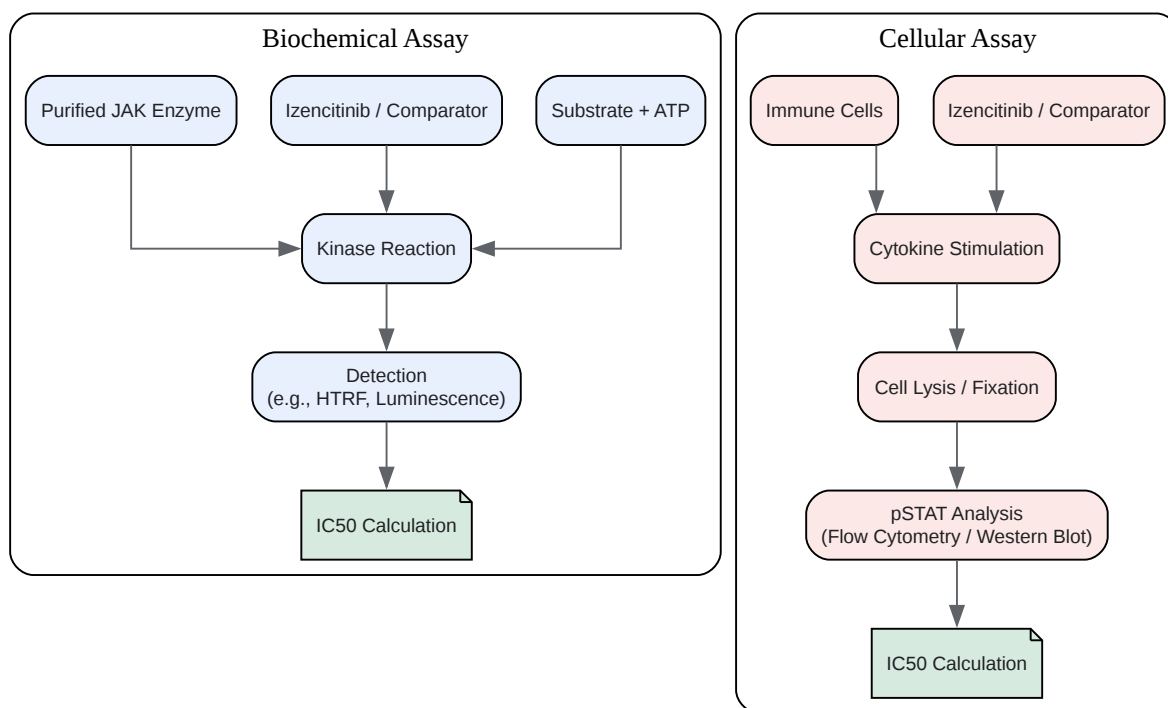 Biochemical Assay
Purified JAK Enzyme
Izencitinib / Comparator
Substrate + ATP
Kinase Reaction
Detection
(e.g., HTRF, Luminescence)
IC50 Calculation
Cellular Assay
Immune Cells
Izencitinib / Comparator
Cytokine Stimulation
Cell Lysis / Fixation
pSTAT Analysis
(Flow Cytometry / Western Blot)
IC50 Calculation